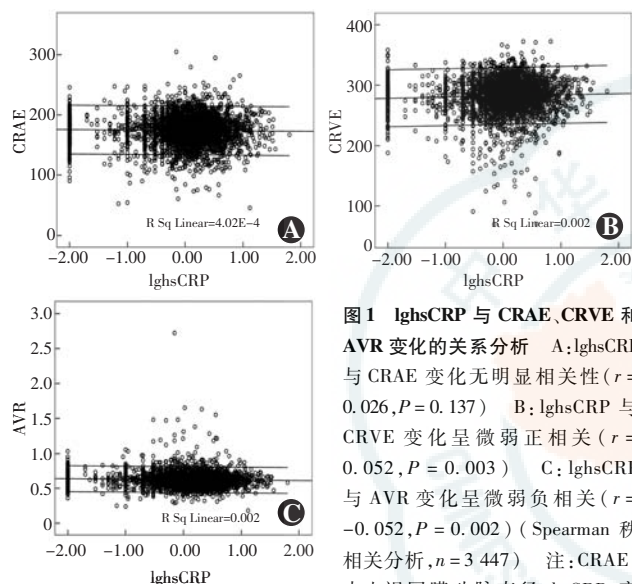 300
200
100
0
CRAE
R Sq Linear=4.02E-4
A
-2.00 -1.00 0.00 1.00 2.00
lghsCRP
400
300
200
100
0
CRVE
R Sq Linear=0.002
B
-2.00 -1.00 0.00 1.00 2.00
lghsCRP
3.0
2.5
2.0
1.5
1.0
0.5
0
AVR
R Sq Linear=0.002
C
-2.00 -1.00 0.00 1.00 2.00
lghsCRP
图1 lghsCRP 与 CRAE、CRVE 和
AVR 变化的关系分析 A:lghsCRP
与 CRAE 变化无明显相关性(r=
0.026,P=0.137) B:lghsCRP 与
CRVE 变化呈微弱正相关(r=
0.052,P=0.003) C:lghsCRP
与 AVR 变化呈微弱负相关(r=
-0.052,P=0.002)(Spearman 秩
相关分析,n=3 447) 注:CRAE